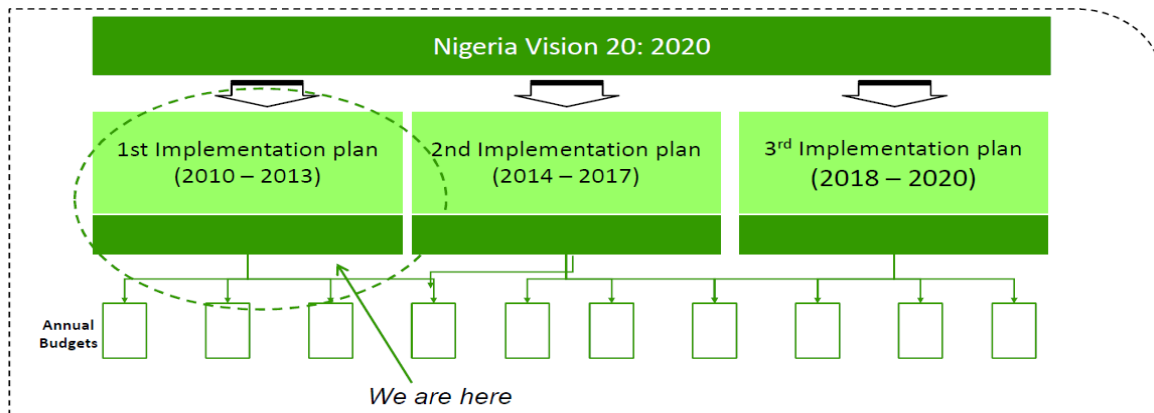 Nigeria Vision 20: 2020
1st Implementation plan
(2010 – 2013)
2nd Implementation plan
(2014 – 2017)
3rd Implementation plan
(2018 – 2020)
Annual
Budgets
We are here